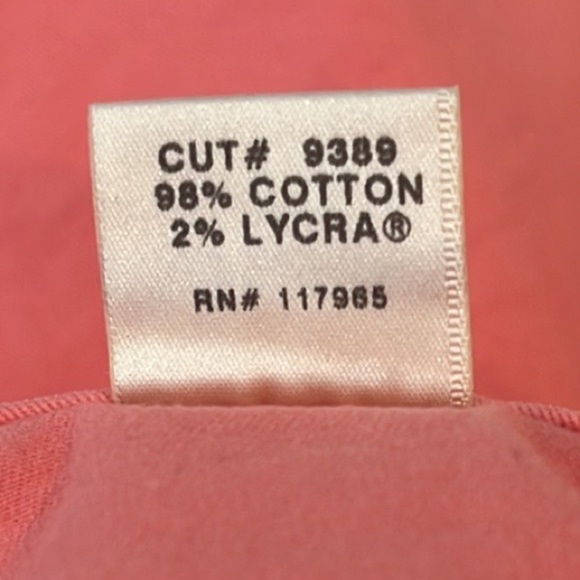 CUT# 9389
98% COTTON
2% LYCRA®
RN# 117965